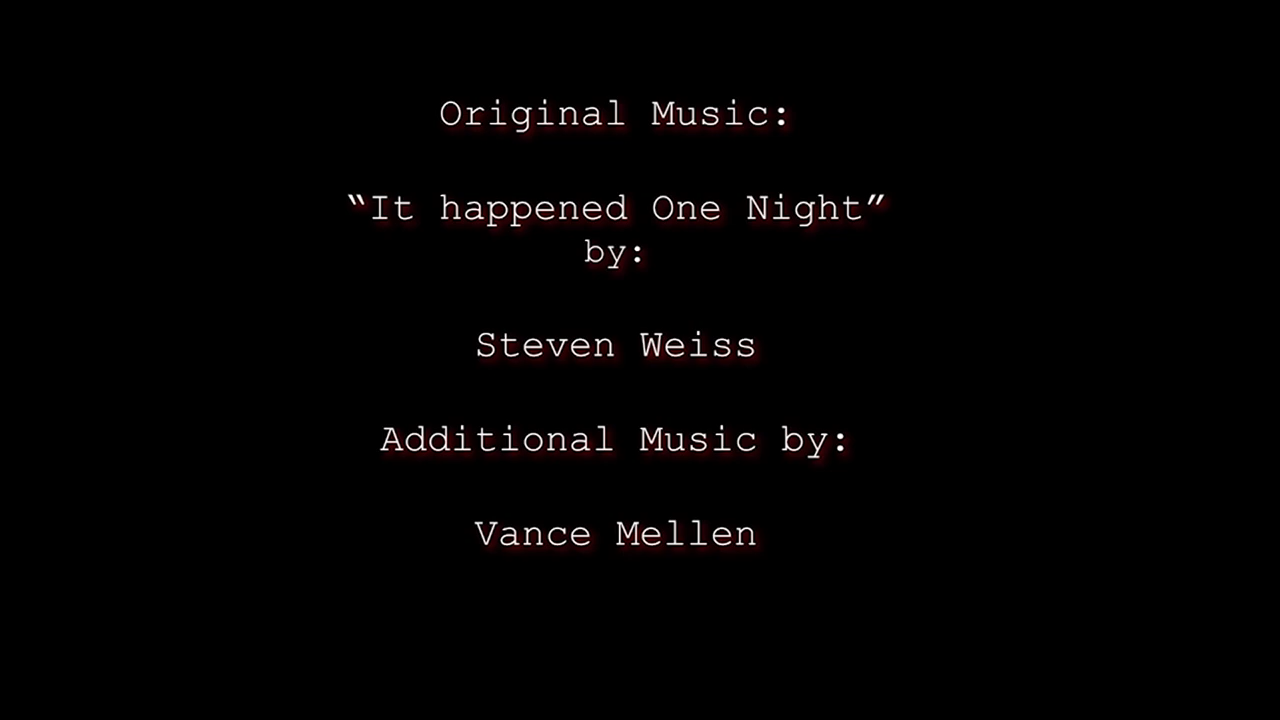 Original Music:
“It happened One Night”
by:
Steven Weiss
Additional Music by:
Vance Mellen